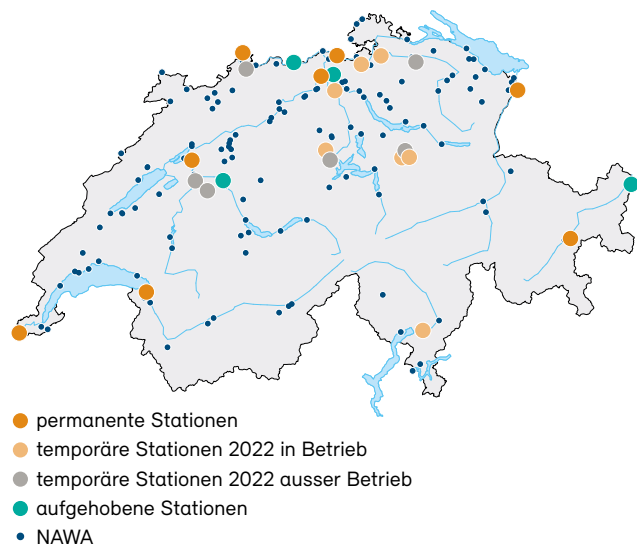 permanente Stationen
temporäre Stationen 2022 in Betrieb
temporäre Stationen 2022 ausser Betrieb
aufgehobene Stationen
NAWA